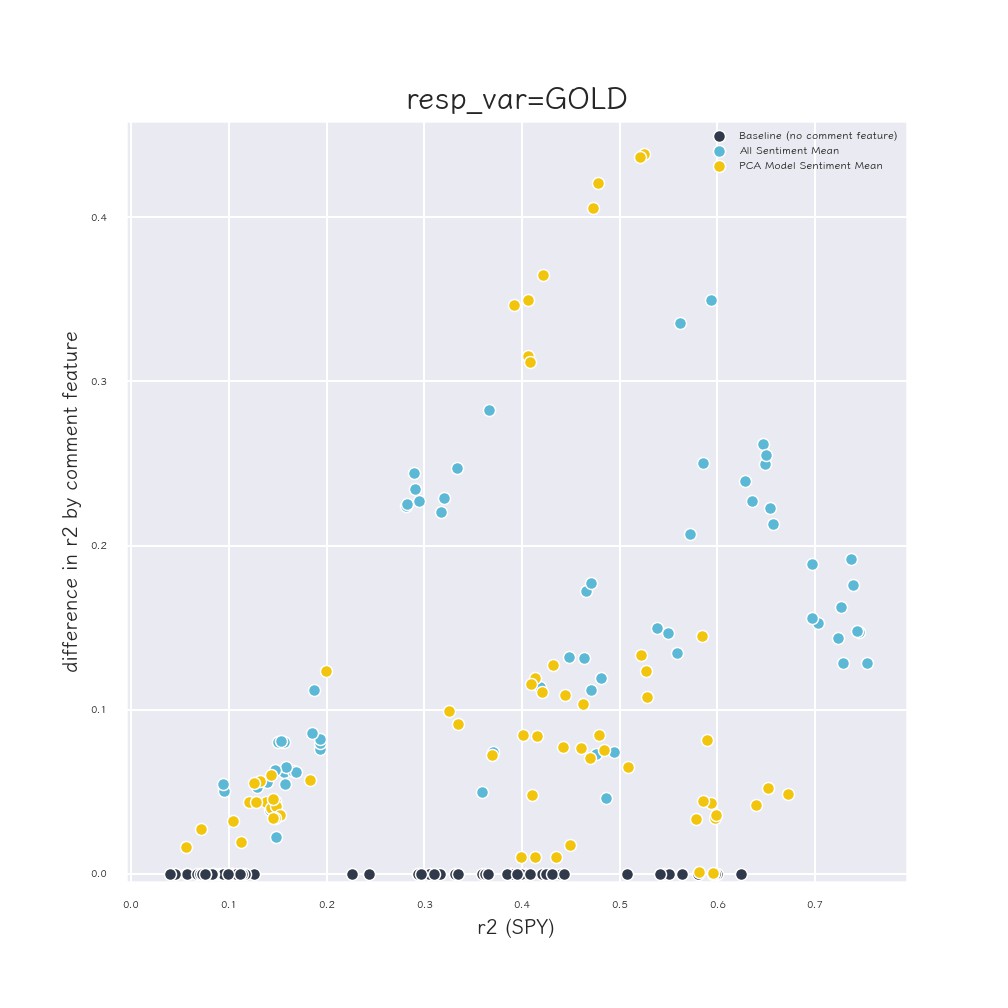 resp_var=GOLD
Baseline (no comment feature)
All Sentiment Mean
PCA Model Sentiment Mean
difference in r2 by comment feature
0.4
0.3
0.2
0.1
0.0
0.0 0.1 0.2 0.3 0.4 0.5 0.6 0.7
r2 (SPY)